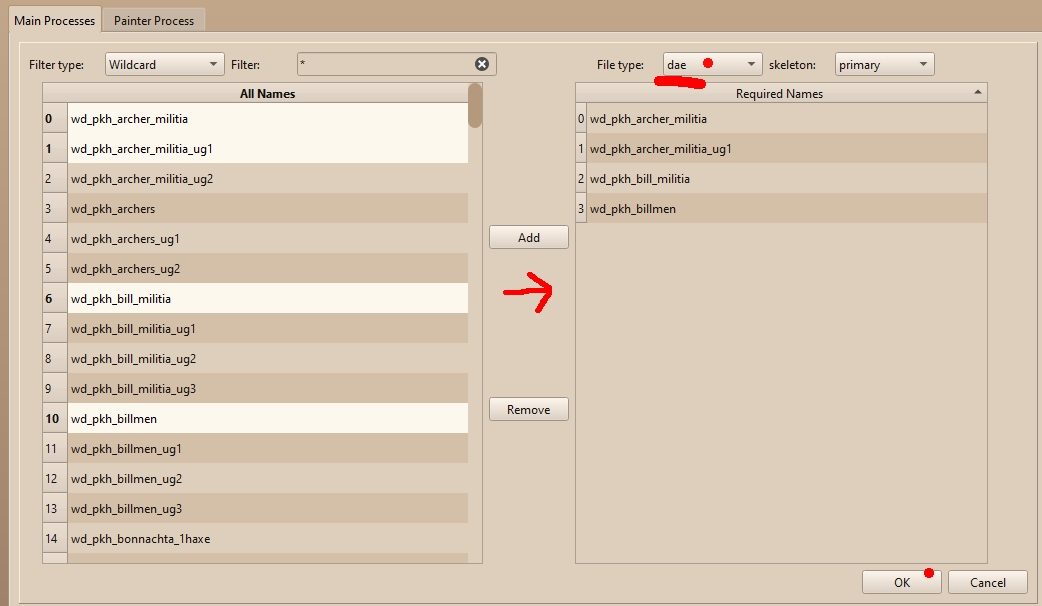 Main Processes Painter Process
Filter type: Wildcard Filter: * File type: dae skeleton: primary
All Names Required Names
0 wd_pkh_archer_militia 0 wd_pkh_archer_militia
1 wd_pkh_archer_militia_ug1 1 wd_pkh_archer_militia_ug1
2 wd_pkh_archer_militia_ug2 2 wd_pkh_bill_militia
3 wd_pkh_archers 3 wd_pkh_billmen
4 wd_pkh_archers_ug1 Add
5 wd_pkh_archers_ug2
6 wd_pkh_bill_militia
7 wd_pkh_bill_militia_ug1
8 wd_pkh_bill_militia_ug2
9 wd_pkh_bill_militia_ug3
10 wd_pkh_billmen Remove
11 wd_pkh_billmen_ug1
12 wd_pkh_billmen_ug2
13 wd_pkh_billmen_ug3
14 wd_pkh_bonnachta_1haxe
OK Cancel